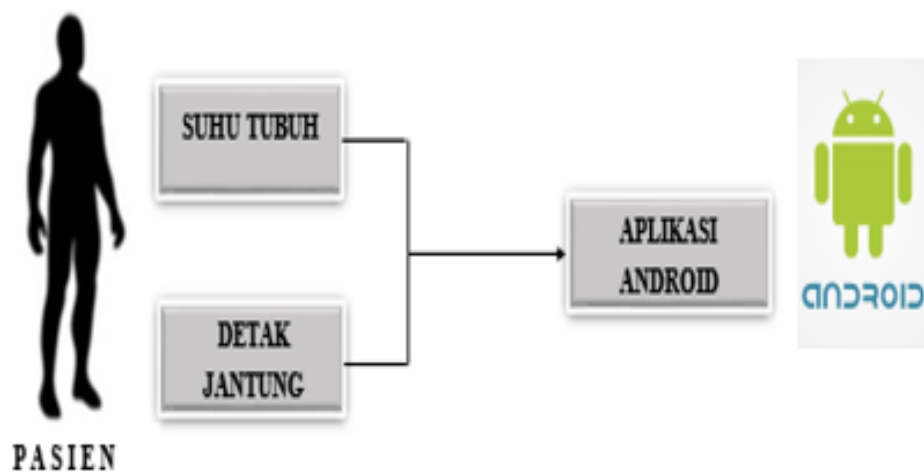 SUHU TUBUH
APLIKASI
ANDROID
ANDROID
DETAK
JANTUNG
PASIEN